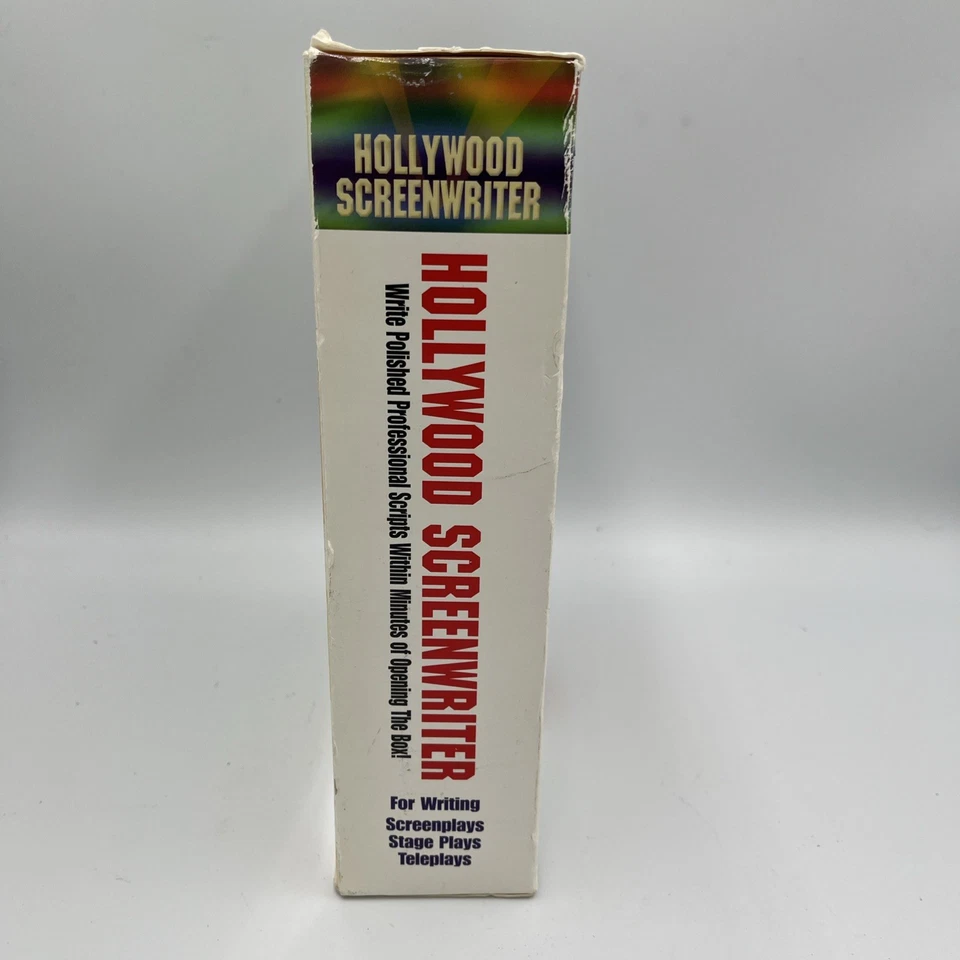 HOLLYWOOD
SCREENWRITER
HOLLYWOOD SCREENWRITER
Write Polished Professional Scripts Within Minutes of Opening The Box!
For Writing
Screenplays
Stage Plays
Teleplays